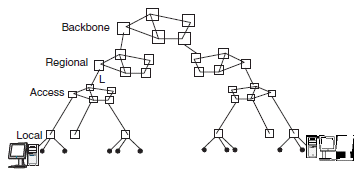 Backbone
Regional
L
Access
Local